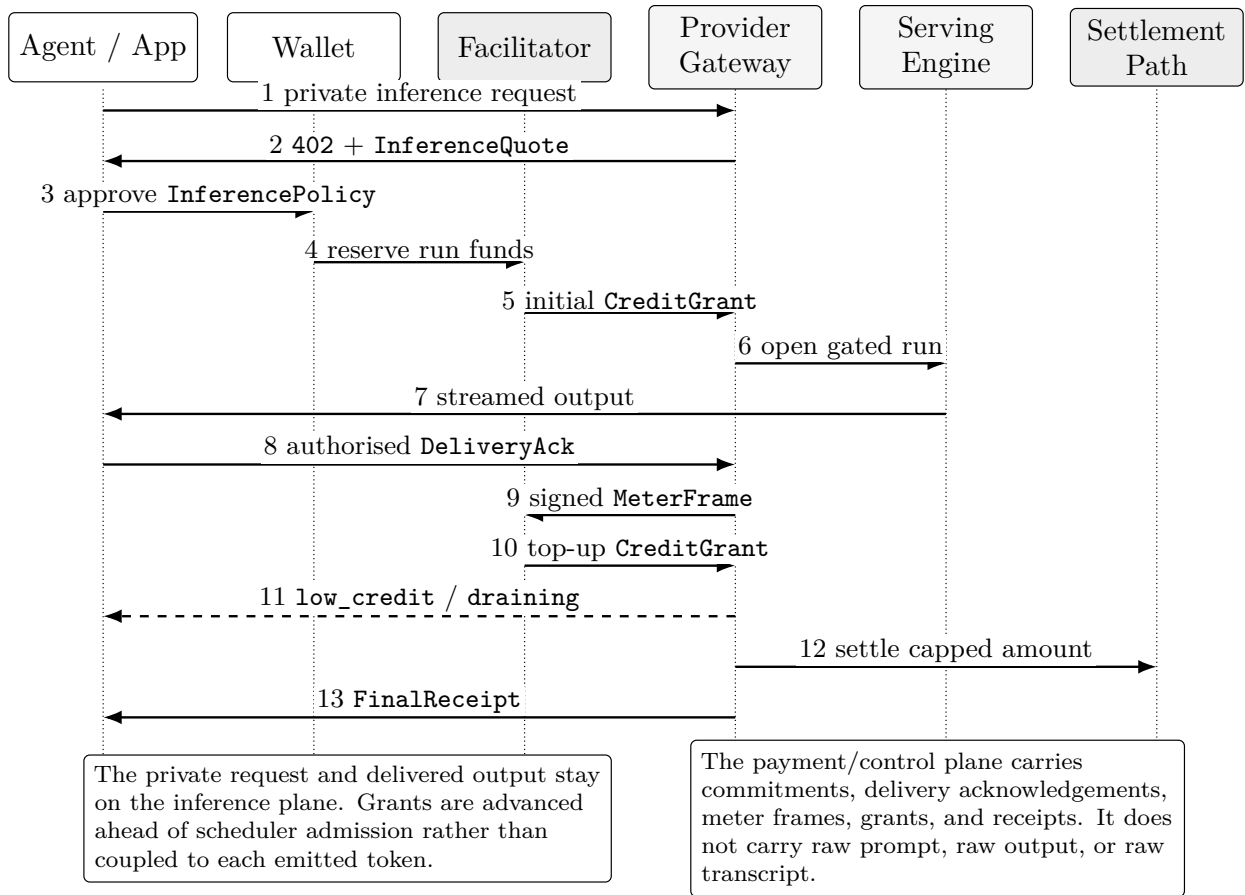 Agent / App
Wallet
Facilitator
Provider
Gateway
Serving
Engine
Settlement
Path
1 private inference request
2 402 + InferenceQuote
3 approve InferencePolicy
4 reserve run funds
5 initial CreditGrant
6 open gated run
7 streamed output
8 authorised DeliveryAck
9 signed MeterFrame
10 top-up CreditGrant
11 low_credit / draining
12 settle capped amount
13 FinalReceipt
The private request and delivered output stay
on the inference plane. Grants are advanced
ahead of scheduler admission rather than
coupled to each emitted token.
The payment/control plane carries
commitments, delivery acknowledgements,
meter frames, grants, and receipts. It does
not carry raw prompt, raw output, or raw
transcript.